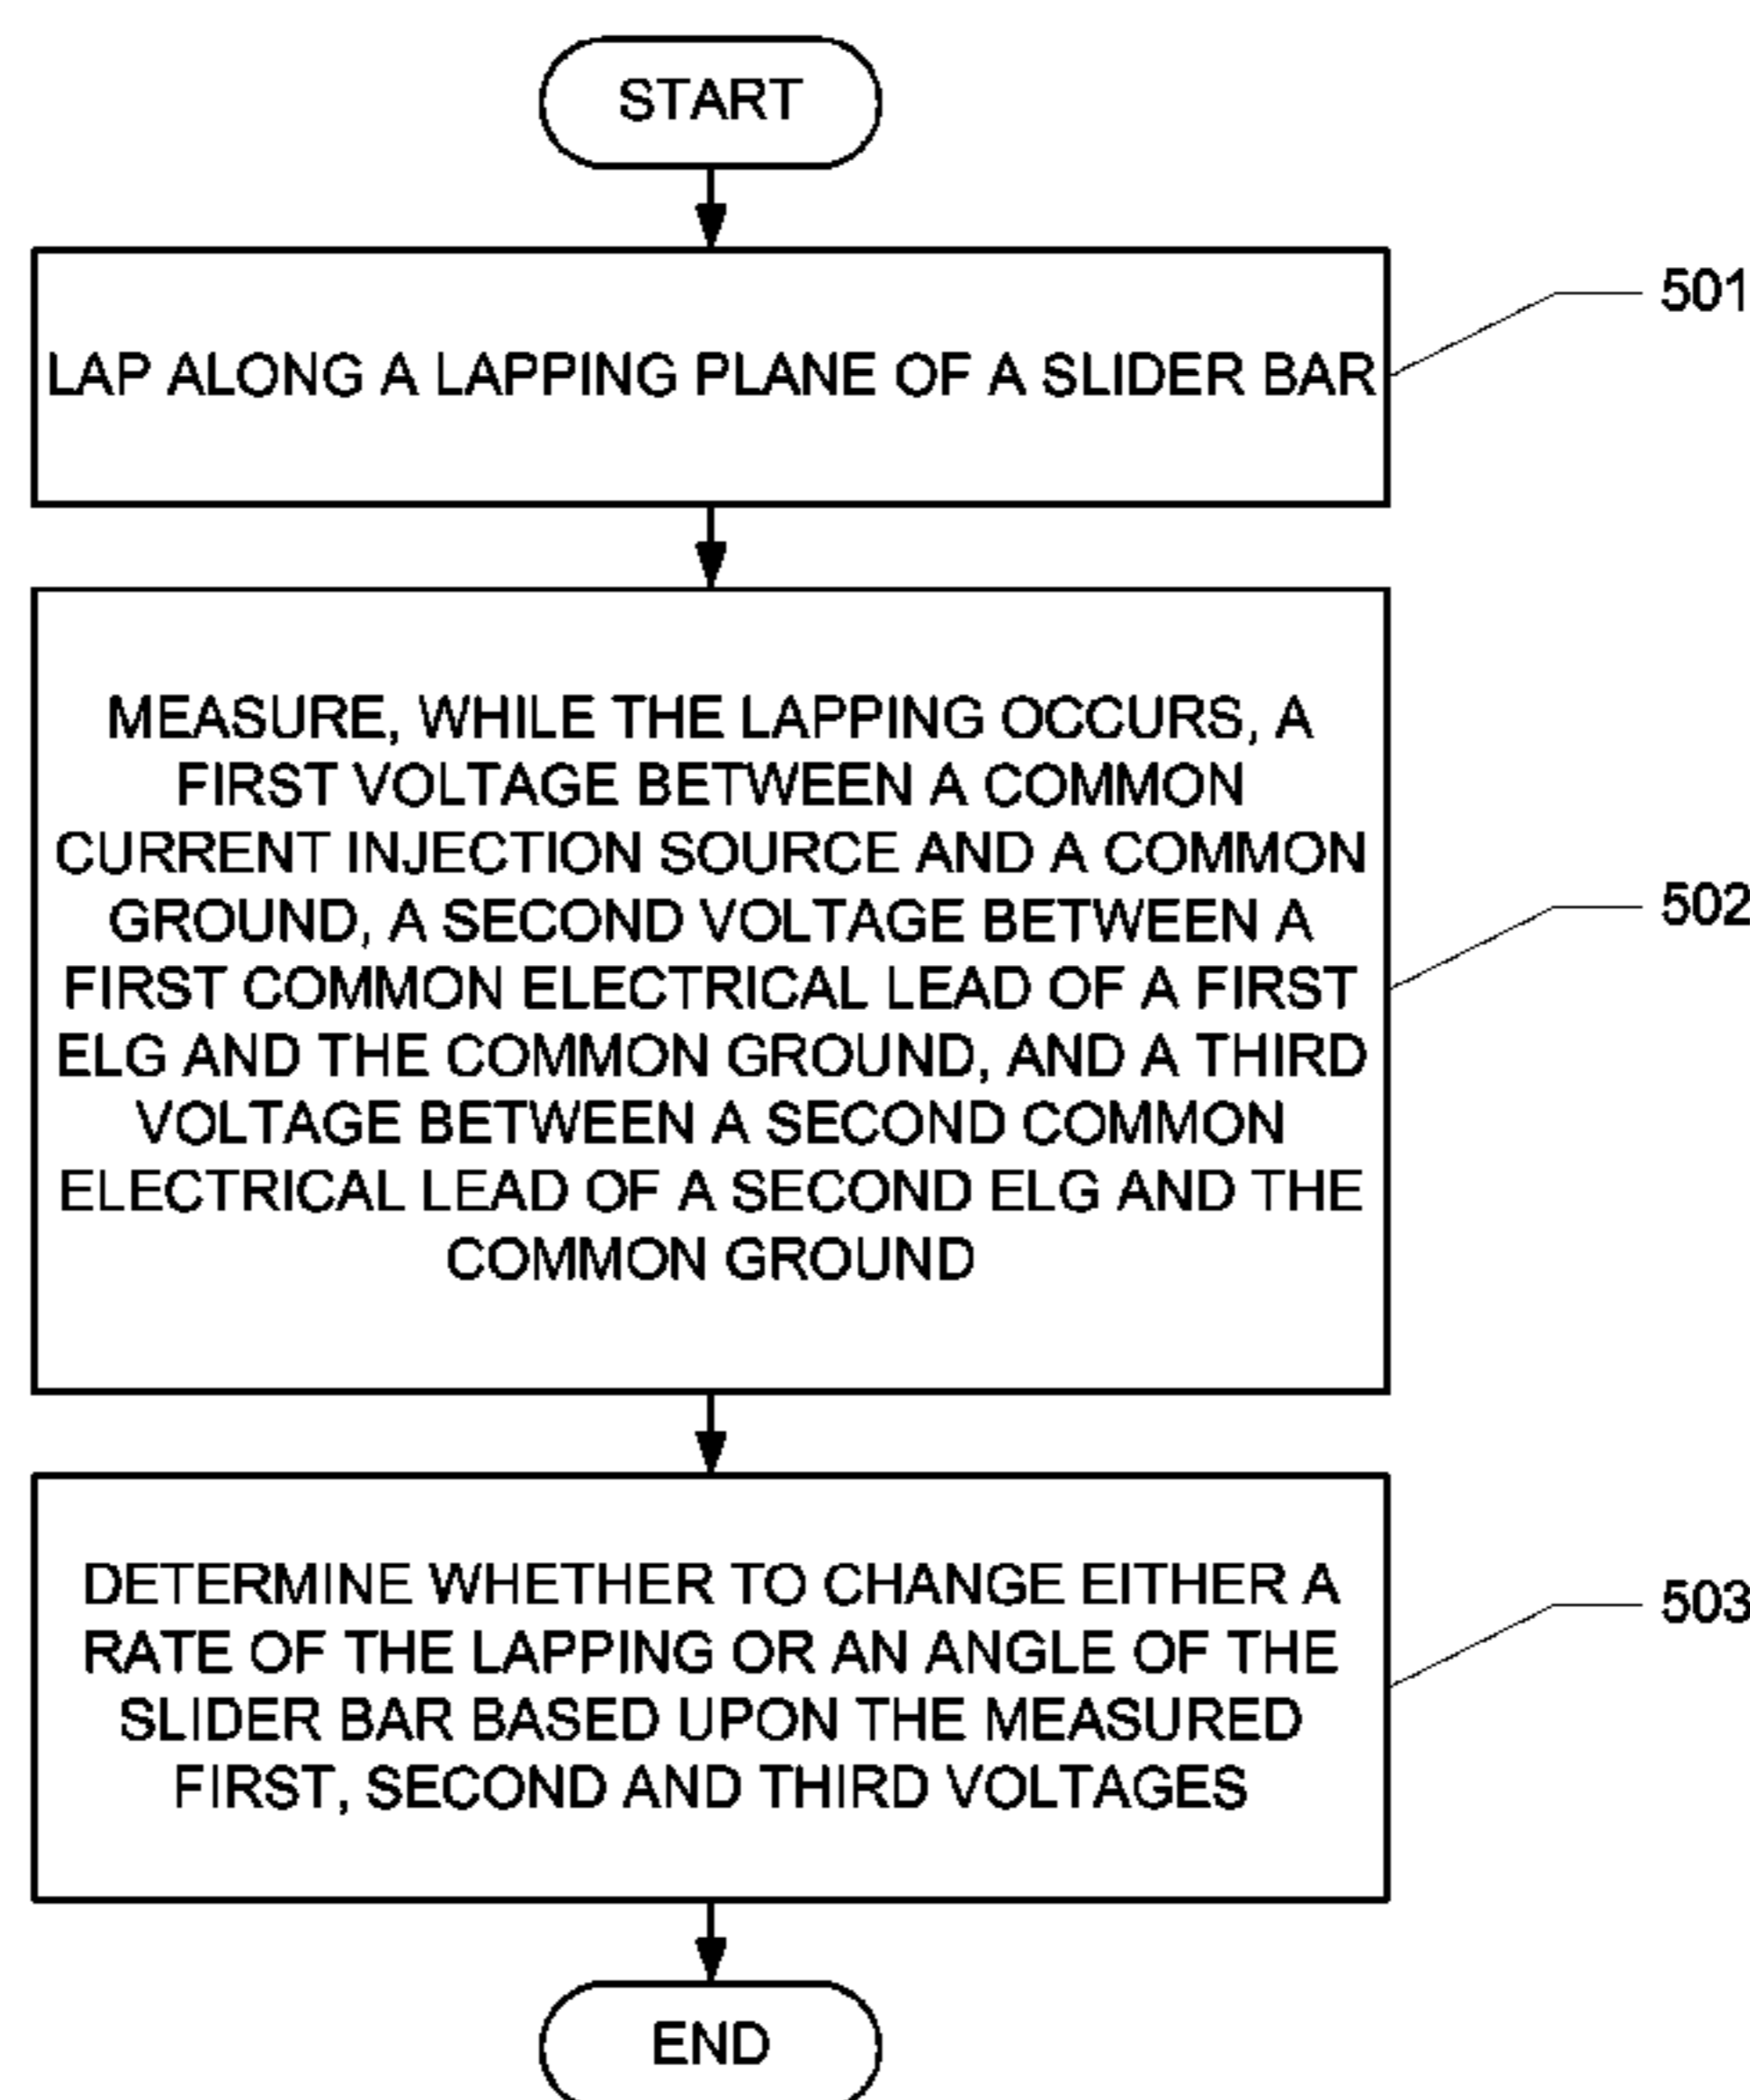 START
LAP ALONG A LAPPING PLANE OF A SLIDER BAR
501
MEASURE, WHILE THE LAPPING OCCURS, A
FIRST VOLTAGE BETWEEN A COMMON
CURRENT INJECTION SOURCE AND A COMMON
GROUND, A SECOND VOLTAGE BETWEEN A
FIRST COMMON ELECTRICAL LEAD OF A FIRST
ELG AND THE COMMON GROUND, AND A THIRD
VOLTAGE BETWEEN A SECOND COMMON
ELECTRICAL LEAD OF A SECOND ELG AND THE
COMMON GROUND
502
DETERMINE WHETHER TO CHANGE EITHER A
RATE OF THE LAPPING OR AN ANGLE OF THE
SLIDER BAR BASED UPON THE MEASURED
FIRST, SECOND AND THIRD VOLTAGES
503
END